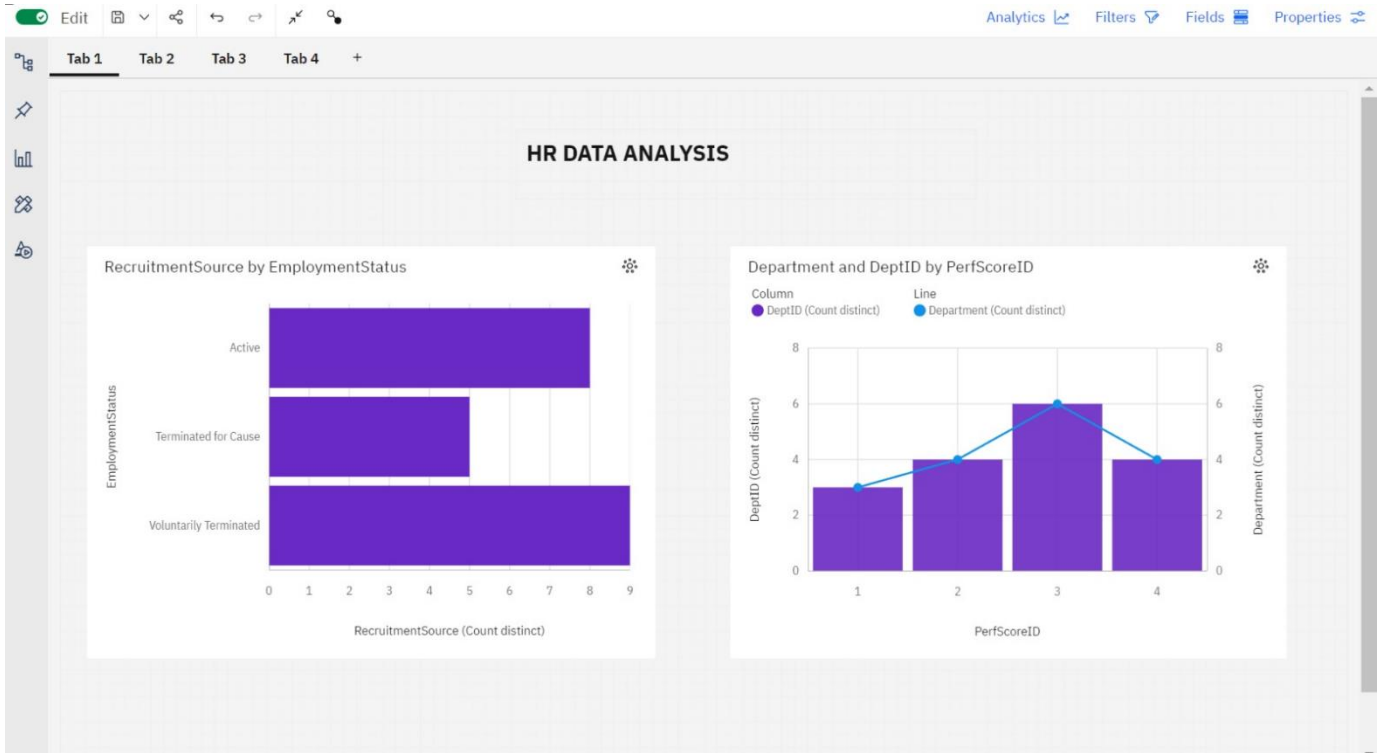 Edit
Analytics Filters Fields Properties
Tab 1 Tab 2 Tab 3 Tab 4 +
HR DATA ANALYSIS
RecruitmentSource by EmploymentStatus
EmploymentStatus
Active
Terminated for Cause
Voluntarily Terminated
0 1 2 3 4 5 6 7 8 9
RecruitmentSource (Count distinct)
Department and DeptID by PerfScoreID
Column Line
DeptID (Count distinct) Department (Count distinct)
DeptID (Count distinct)
8 8
6 6
4 4
2 2
0 0
Department (Count distinct)
1 2 3 4
PerfScoreID